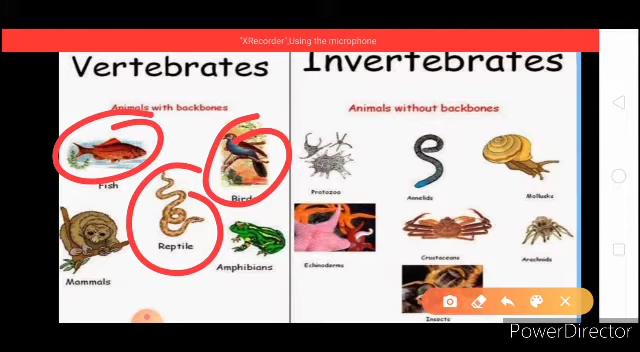 "XRecorder",Using the microphone
Vertebrates
Invertebrates
Animals with backbones
Animals without backbones
Fish
Bird
Protozoa
Annelids
Mollusks
Reptile
Mammals
Amphibians
Echinoderms
Crustaceans
Arachnids
Insects
PowerDirector